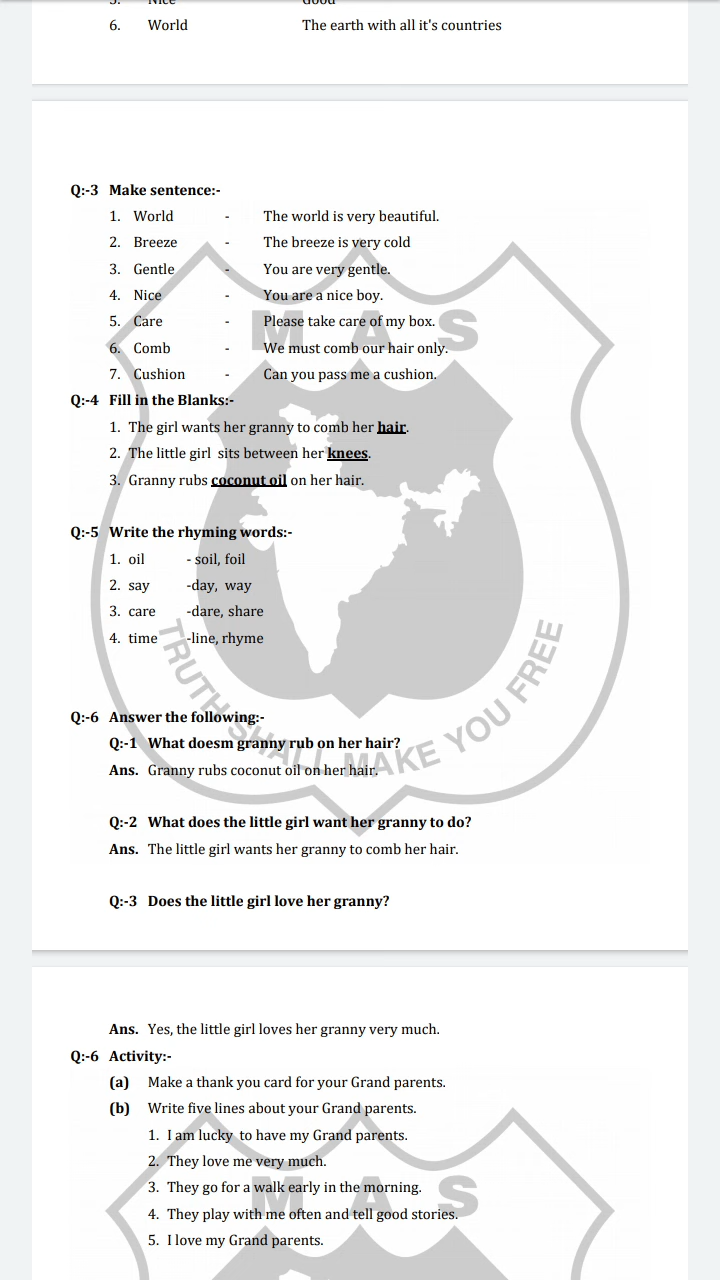 5. Nice Good
6. World The earth with all it's countries
Q:-3 Make sentence:-
1. World - The world is very beautiful.
2. Breeze - The breeze is very cold
3. Gentle - You are very gentle.
4. Nice - You are a nice boy.
5. Care - Please take care of my box.
6. Comb - We must comb our hair only.
7. Cushion - Can you pass me a cushion.
Q:-4 Fill in the Blanks:-
1. The girl wants her granny to comb her hair.
2. The little girl sits between her knees.
3. Granny rubs coconut oil on her hair.
Q:-5 Write the rhyming words:-
1. oil - soil, foil
2. say -day, way
3. care -dare, share
4. time -line, rhyme
Q:-6 Answer the following:-
Q:-1 What doesm granny rub on her hair?
Ans. Granny rubs coconut oil on her hair.
Q:-2 What does the little girl want her granny to do?
Ans. The little girl wants her granny to comb her hair.
Q:-3 Does the little girl love her granny?
M A S
TRUTH SHALL MAKE YOU FREE
Ans. Yes, the little girl loves her granny very much.
Q:-6 Activity:-
(a) Make a thank you card for your Grand parents.
(b) Write five lines about your Grand parents.
1. I am lucky to have my Grand parents.
2. They love me very much.
3. They go for a walk early in the morning.
4. They play with me often and tell good stories.
5. I love my Grand parents.
M A S